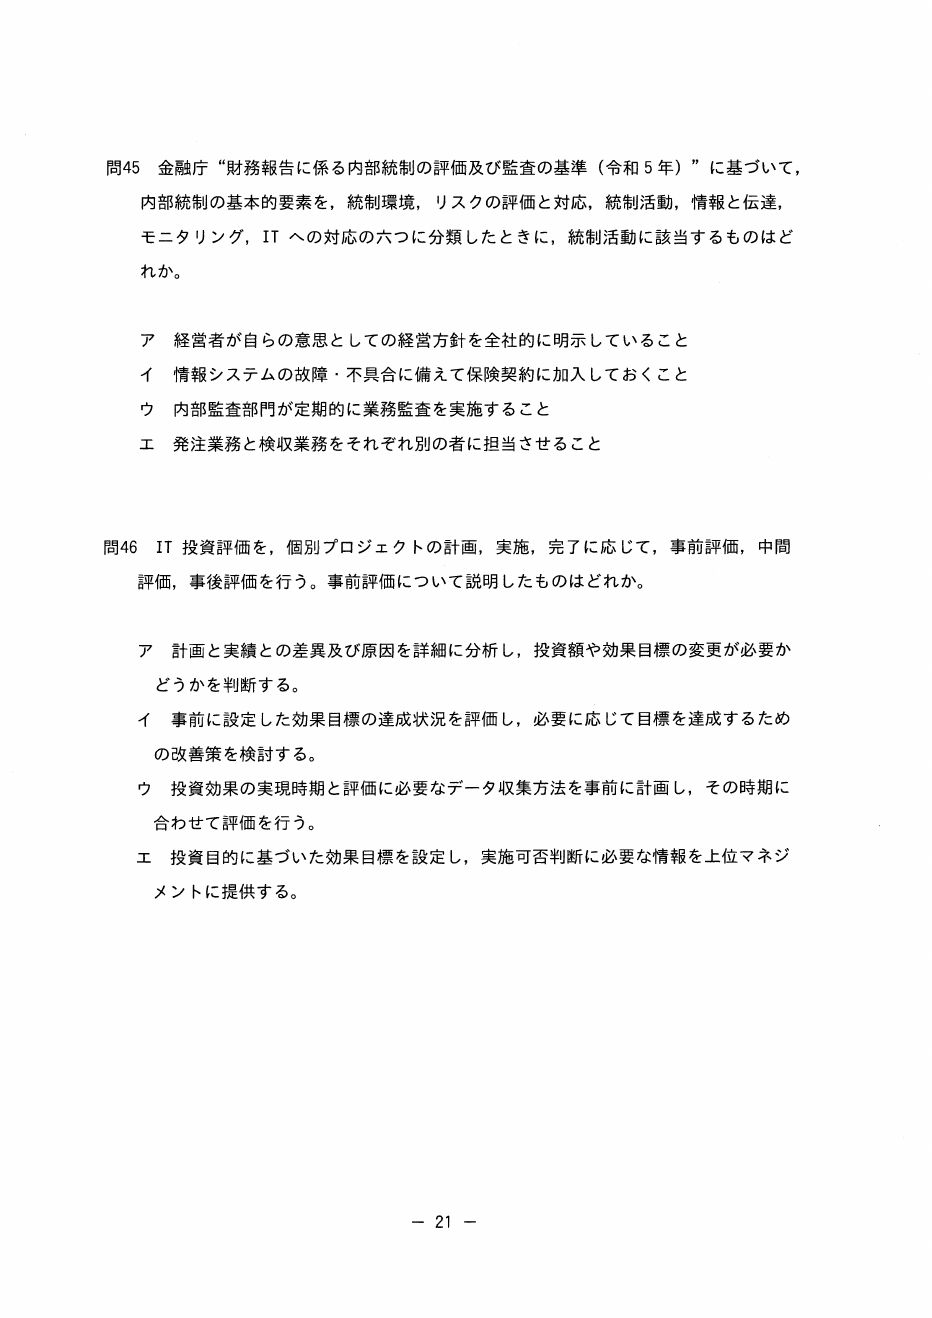 問45 金融庁“財務報告に係る内部統制の評価及び監査の基準（令和5年）”に基づいて，
内部統制の基本的要素を，統制環境，リスクの評価と対応，統制活動，情報と伝達，
モニタリング，IT への対応の六つに分類したときに，統制活動に該当するものはど
れか。
ア 経営者が自らの意思としての経営方針を全社的に明示していること
イ 情報システムの故障・不具合に備えて保険契約に加入しておくこと
ウ 内部監査部門が定期的に業務監査を実施すること
エ 発注業務と検収業務をそれぞれ別の者に担当させること
問46 IT 投資評価を，個別プロジェクトの計画，実施，完了に応じて，事前評価，中間
評価，事後評価を行う。事前評価について説明したものはどれか。
ア 計画と実績との差異及び原因を詳細に分析し，投資額や効果目標の変更が必要か
どうかを判断する。
イ 事前に設定した効果目標の達成状況を評価し，必要に応じて目標を達成するため
の改善策を検討する。
ウ 投資効果の実現時期と評価に必要なデータ収集方法を事前に計画し，その時期に
合わせて評価を行う。
エ 投資目的に基づいた効果目標を設定し，実施可否判断に必要な情報を上位マネジ
メントに提供する。
－ 21 －